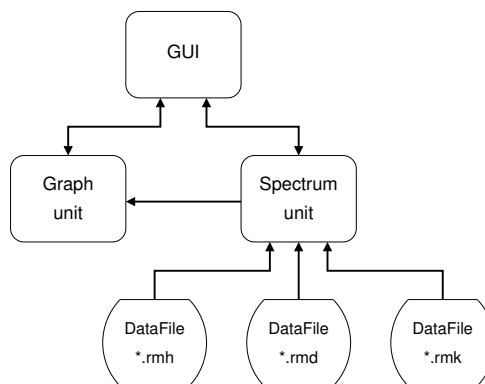 GUI
Graph
unit
Spectrum
unit
DataFile
*.rmh
DataFile
*.rmd
DataFile
*.rmk